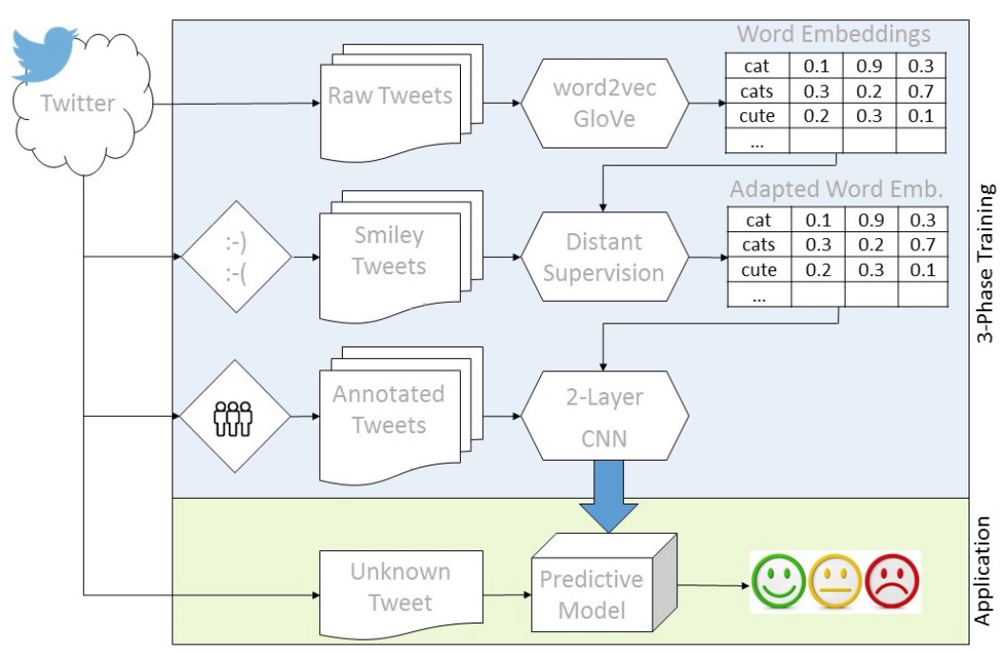 Word Embeddings
Twitter
Raw Tweets
word2vec
GloVe
cat 0.1 0.9 0.3
cats 0.3 0.2 0.7
cute 0.2 0.3 0.1
...
Adapted Word Emb.
:-)
:-(
Smiley
Tweets
Distant
Supervision
cat 0.1 0.9 0.3
cats 0.3 0.2 0.7
cute 0.2 0.3 0.1
...
3-Phase Training
Annotated
Tweets
2-Layer
CNN
Unknown
Tweet
Predictive
Model
Application